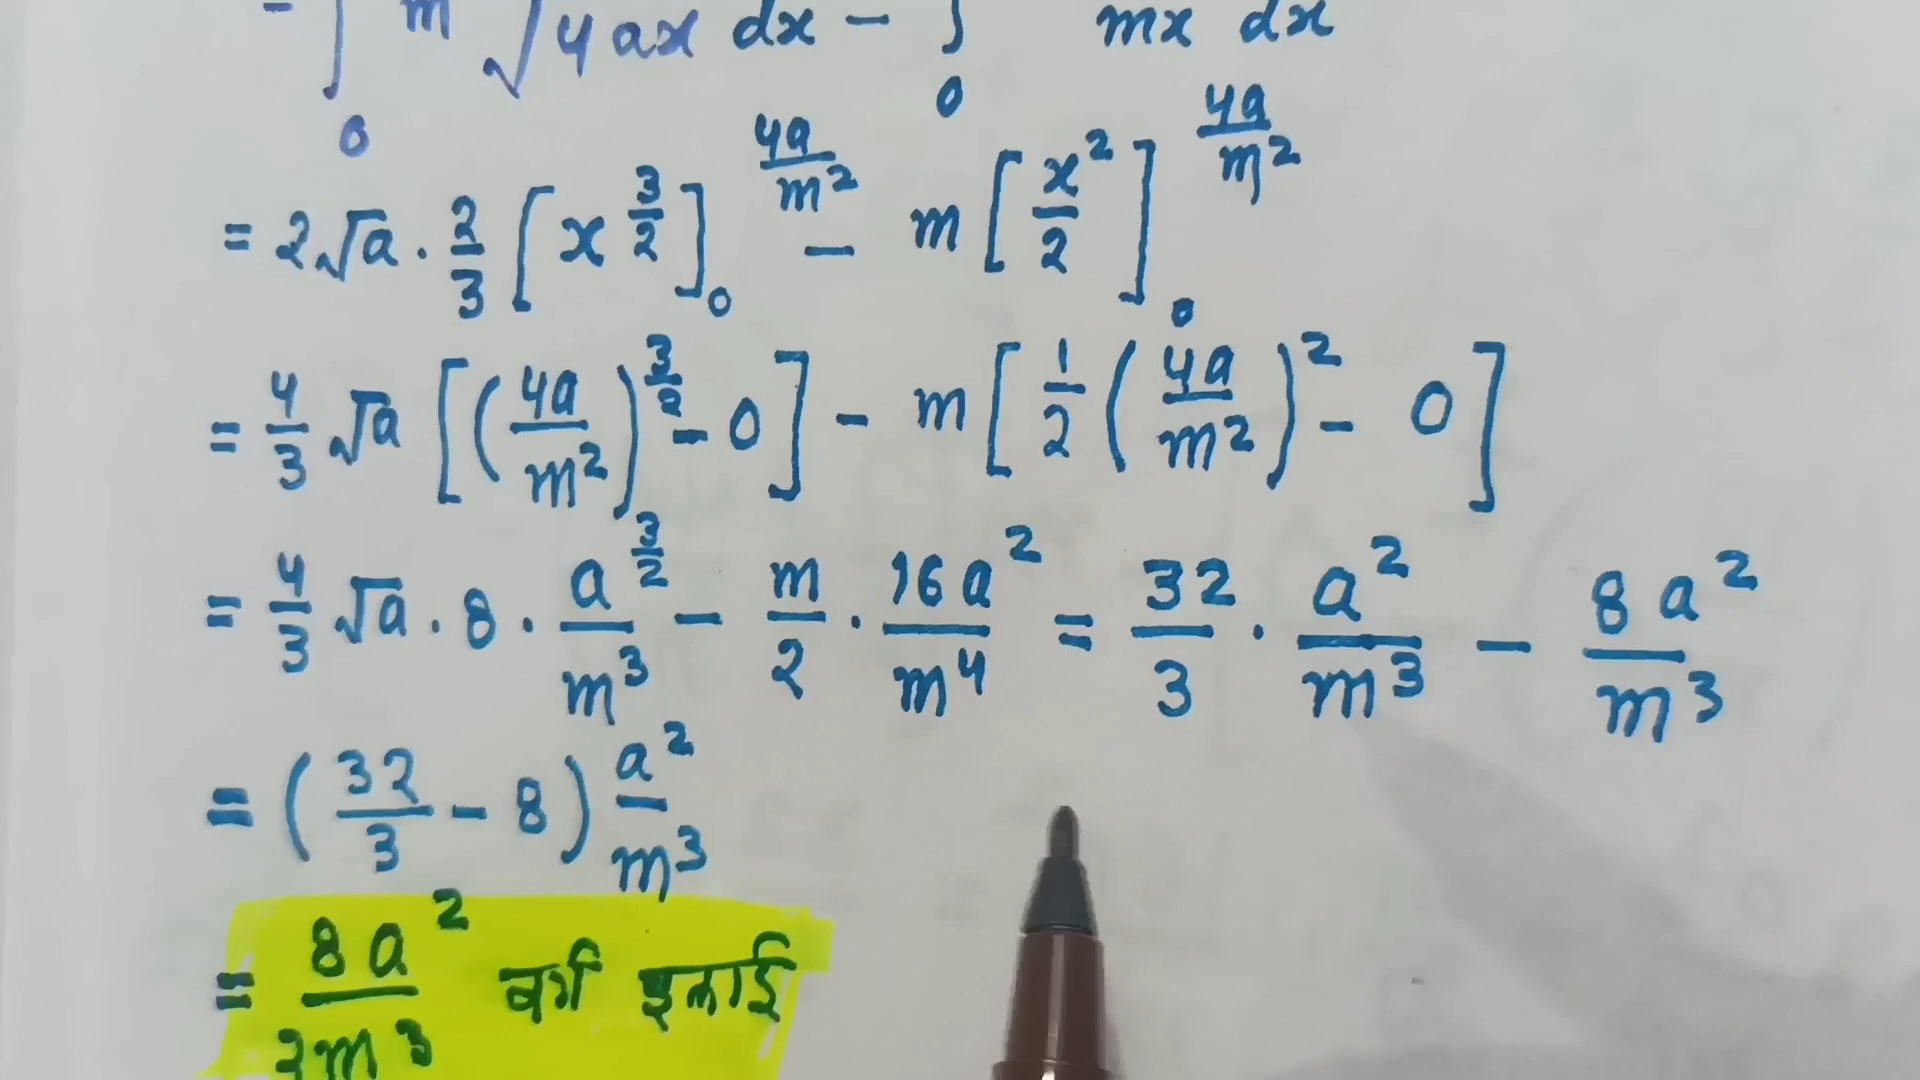 - ∫₀ m √4ax dx - ∫₀ mx dx
= 2√a · 2/3 [x^(3/2)]₀^(4a/m²) - m [x²/2]₀^(4a/m²)
= 4/3 √a [(4a/m²)^(3/2) - 0] - m [1/2 (4a/m²)² - 0]
= 4/3 √a · 8 · a^(3/2)/m³ - m/2 · 16a²/m⁴ = 32/3 · a²/m³ - 8a²/m³
= (32/3 - 8) a²/m³
= 8a²/3m³ वर्ग इकाई